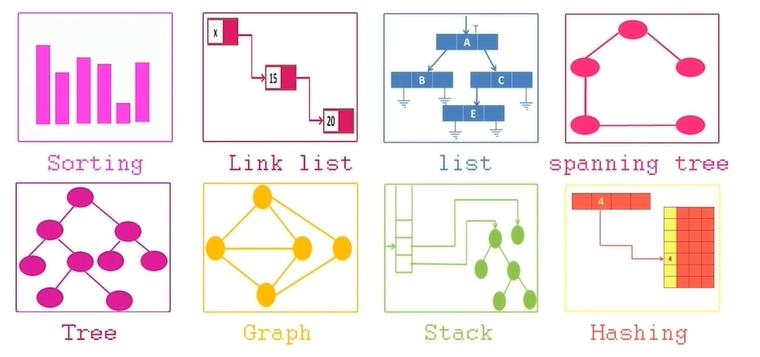 x
15
20
T
A
B
C
E
Sorting
Link list
list
spanning tree
4
4
Tree
Graph
Stack
Hashing